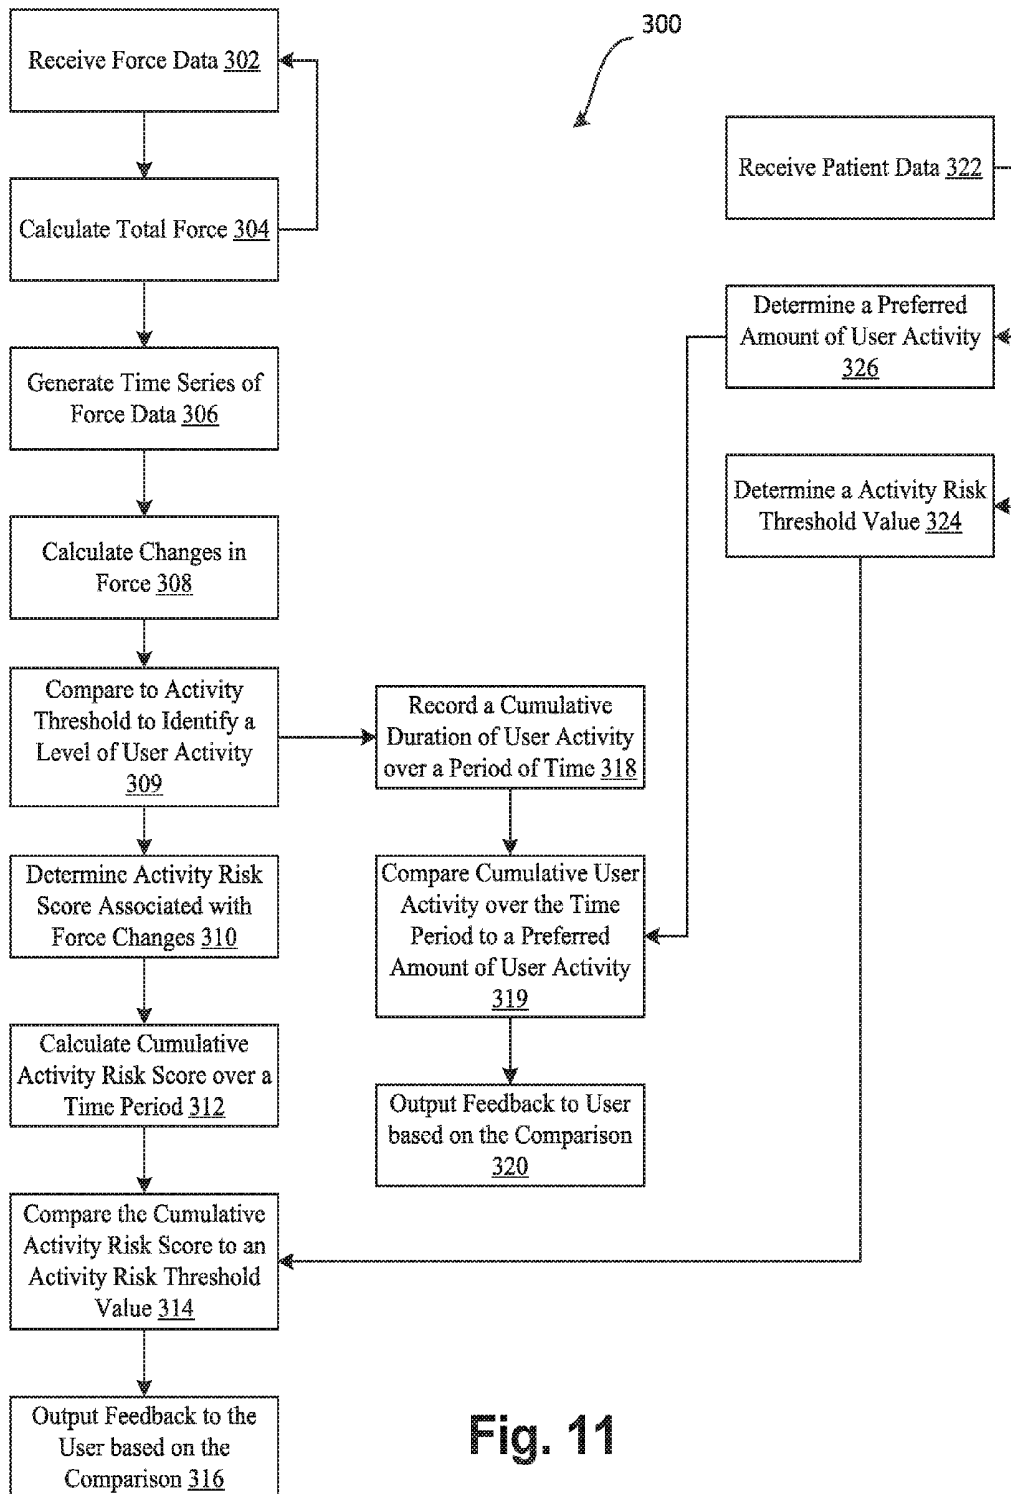 300
Receive Force Data 302
Calculate Total Force 304
Generate Time Series of
Force Data 306
Calculate Changes in
Force 308
Compare to Activity
Threshold to Identify a
Level of User Activity
309
Determine Activity Risk
Score Associated with
Force Changes 310
Calculate Cumulative
Activity Risk Score over a
Time Period 312
Compare the Cumulative
Activity Risk Score to an
Activity Risk Threshold
Value 314
Output Feedback to the
User based on the
Comparison 316
Record a Cumulative
Duration of User Activity
over a Period of Time 318
Compare Cumulative User
Activity over the Time
Period to a Preferred
Amount of User Activity
319
Output Feedback to User
based on the Comparison
320
Receive Patient Data 322
Determine a Preferred
Amount of User Activity
326
Determine a Activity Risk
Threshold Value 324
Fig. 11